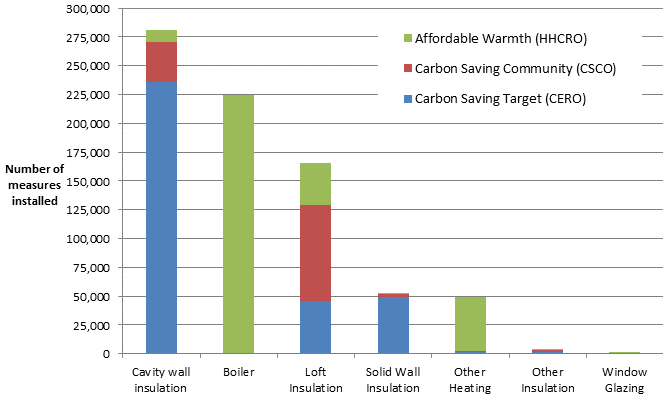 300,000
275,000
250,000
225,000
200,000
175,000
150,000
125,000
100,000
75,000
50,000
25,000
0
Number of
measures
installed
Affordable Warmth (HHCRO)
Carbon Saving Community (CSCO)
Carbon Saving Target (CERO)
Cavity wall
insulation
Boiler
Loft
Insulation
Solid Wall
Insulation
Other
Heating
Other
Insulation
Window
Glazing